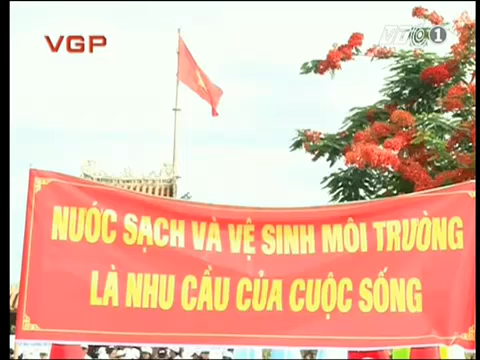 VGP
NƯỚC SẠCH VÀ VỆ SINH MÔI TRƯỜNG
LÀ NHU CẦU CỦA CUỘC SỐNG